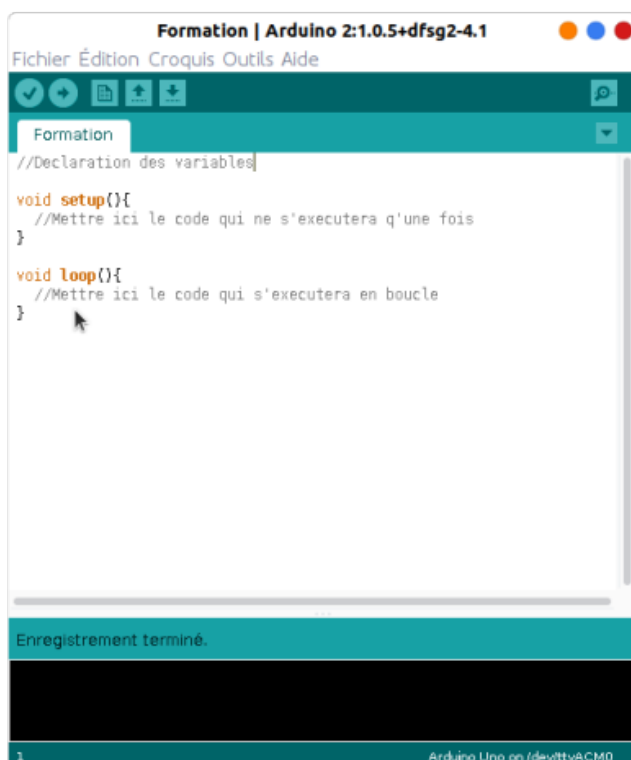 Formation | Arduino 2:1.0.5+dfsg2-4.1
Fichier Édition Croquis Outils Aide
Formation
//Declaration des variables
void setup(){
//Mettre ici le code qui ne s'executera q'une fois
}
void loop(){
//Mettre ici le code qui s'executera en boucle
}
Enregistrement terminé.
1 Arduino Uno on /dev/ttyACM0